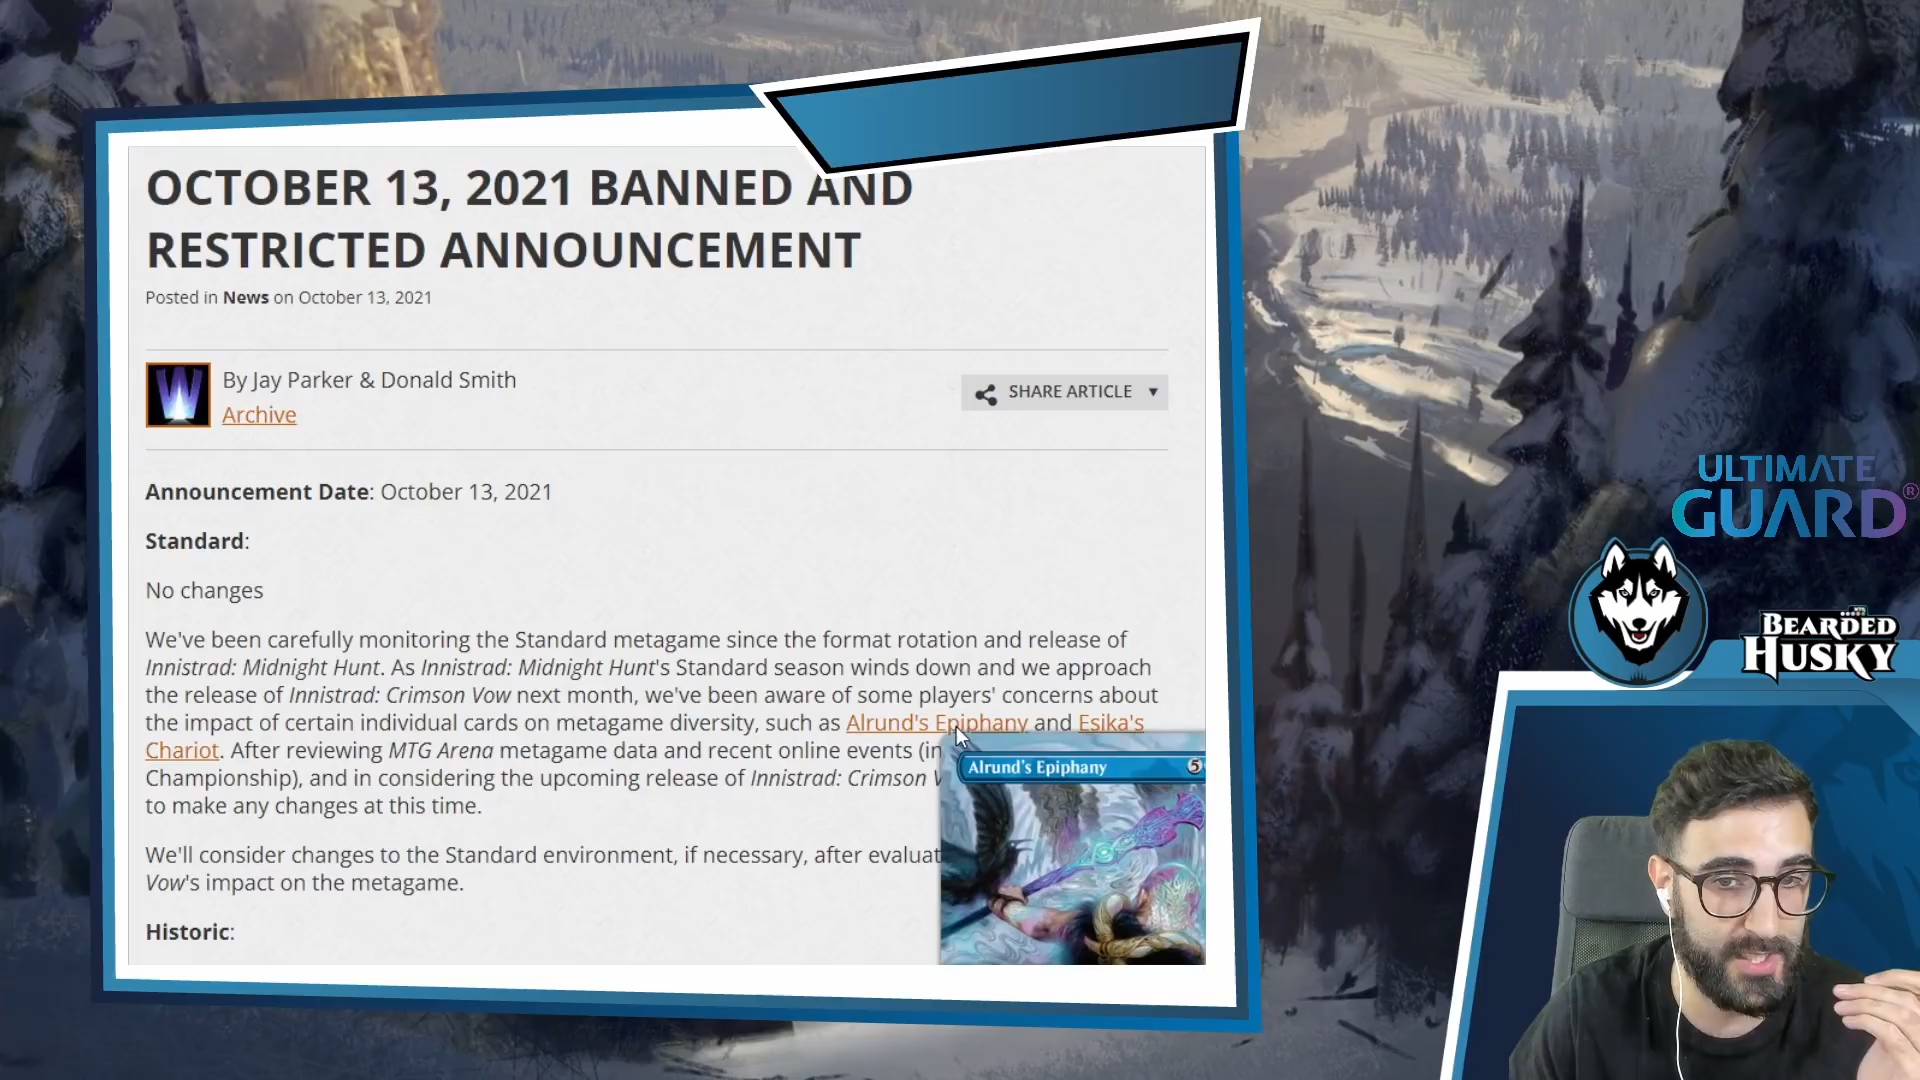 OCTOBER 13, 2021 BANNED AND
RESTRICTED ANNOUNCEMENT
Posted in News on October 13, 2021
By Jay Parker & Donald Smith
Archive
SHARE ARTICLE
Announcement Date: October 13, 2021
Standard:
No changes
We've been carefully monitoring the Standard metagame since the format rotation and release of
Innistrad: Midnight Hunt. As Innistrad: Midnight Hunt's Standard season winds down and we approach
the release of Innistrad: Crimson Vow next month, we've been aware of some players' concerns about
the impact of certain individual cards on metagame diversity, such as Alrund's Epiphany and Esika's
Chariot. After reviewing MTG Arena metagame data and recent online events (in
Championship), and in considering the upcoming release of Innistrad: Crimson V
to make any changes at this time.
We'll consider changes to the Standard environment, if necessary, after evaluat
Vow's impact on the metagame.
Historic:
Alrund's Epiphany 5
ULTIMATE
GUARD®
BEARDED
HUSKY